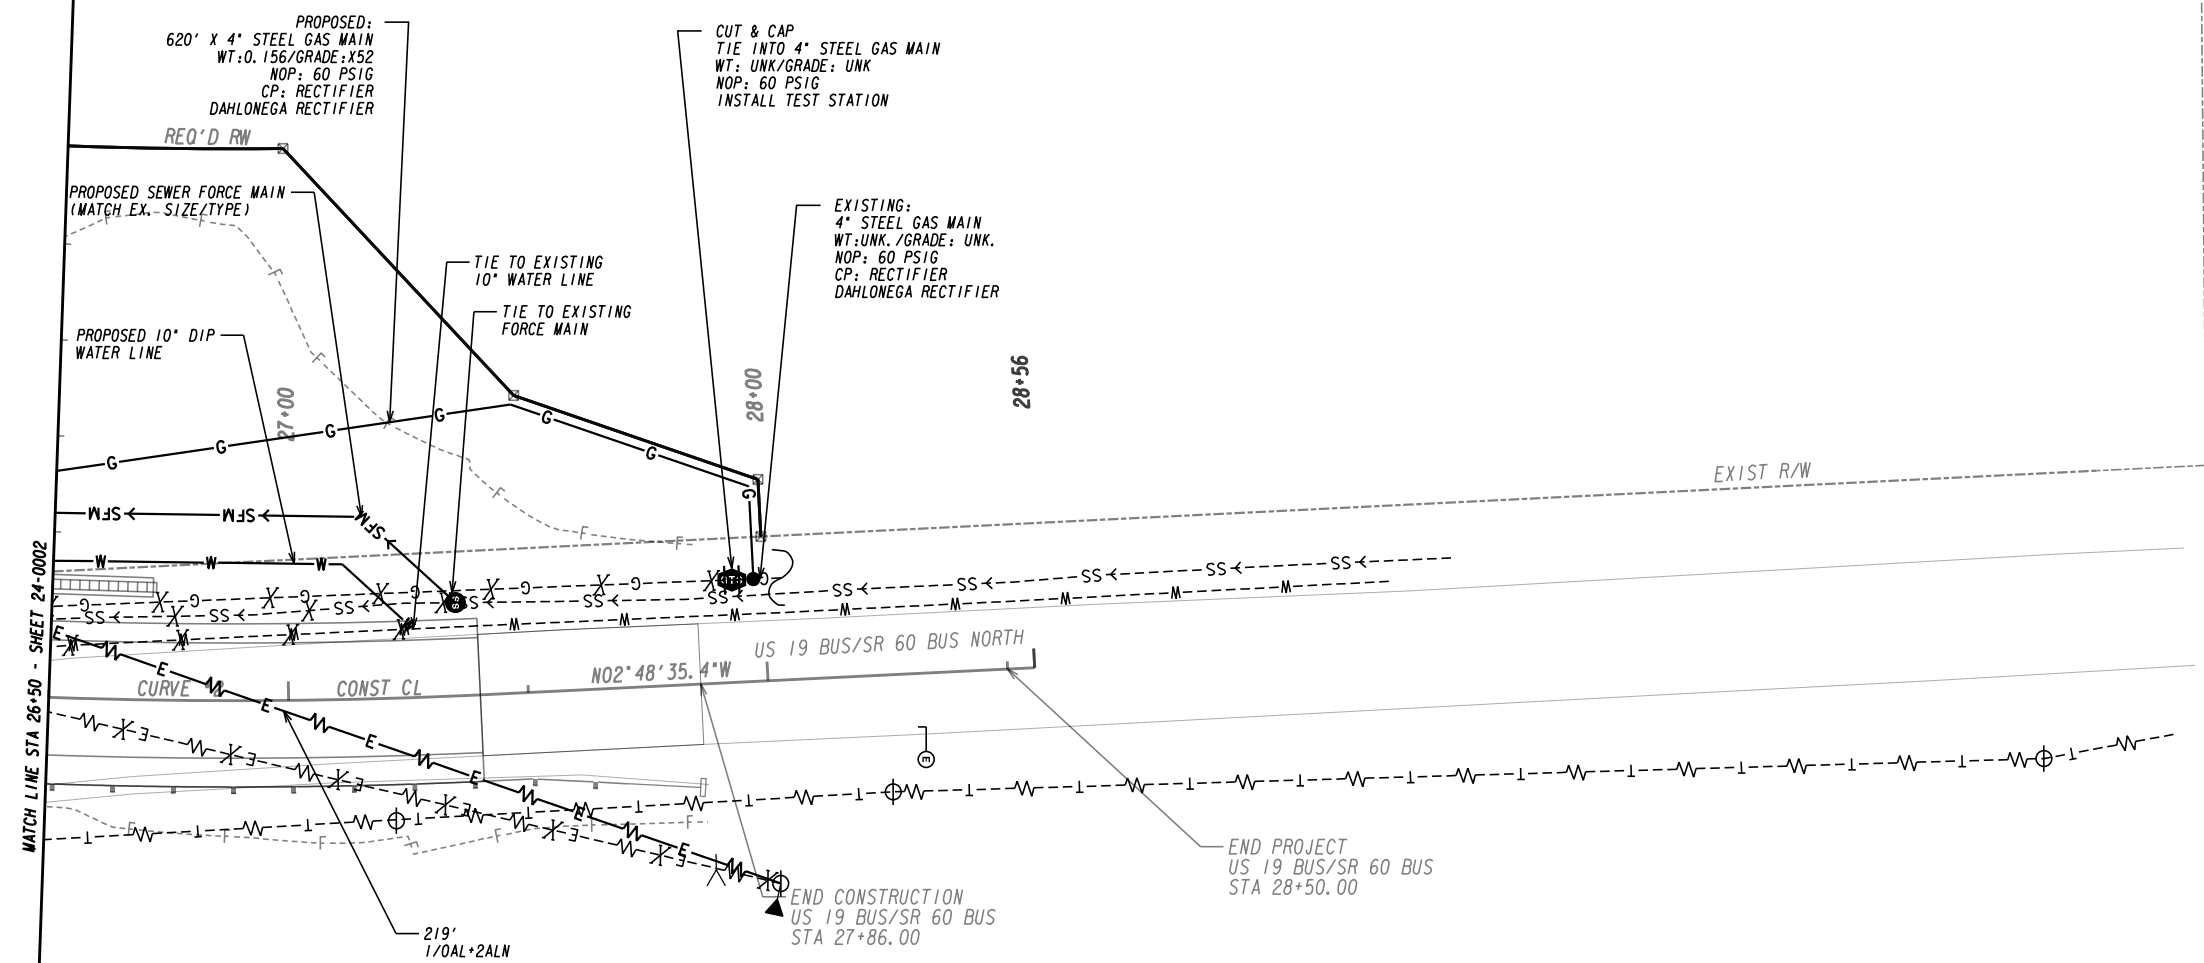 PROPOSED:
620' X 4" STEEL GAS MAIN
WT:0.156/GRADE:X52
NOP: 60 PSIG
CP: RECTIFIER
DAHLONEGA RECTIFIER
CUT & CAP
TIE INTO 4" STEEL GAS MAIN
WT: UNK/GRADE: UNK
NOP: 60 PSIG
INSTALL TEST STATION
REQ'D RW
PROPOSED SEWER FORCE MAIN
(MATCH EX. SIZE/TYPE)
EXISTING:
4" STEEL GAS MAIN
WT:UNK./GRADE: UNK.
NOP: 60 PSIG
CP: RECTIFIER
DAHLONEGA RECTIFIER
TIE TO EXISTING
10" WATER LINE
TIE TO EXISTING
FORCE MAIN
PROPOSED 10" DIP
WATER LINE
27+00
28+00
28+56
EXIST R/W
MATCH LINE STA 26+50 - SHEET 24-0002
US 19 BUS/SR 60 BUS NORTH
N02°48'35.4"W
CURVE
CONST CL
END PROJECT
US 19 BUS/SR 60 BUS
STA 28+50.00
END CONSTRUCTION
US 19 BUS/SR 60 BUS
STA 27+86.00
219'
1/0AL+2ALN